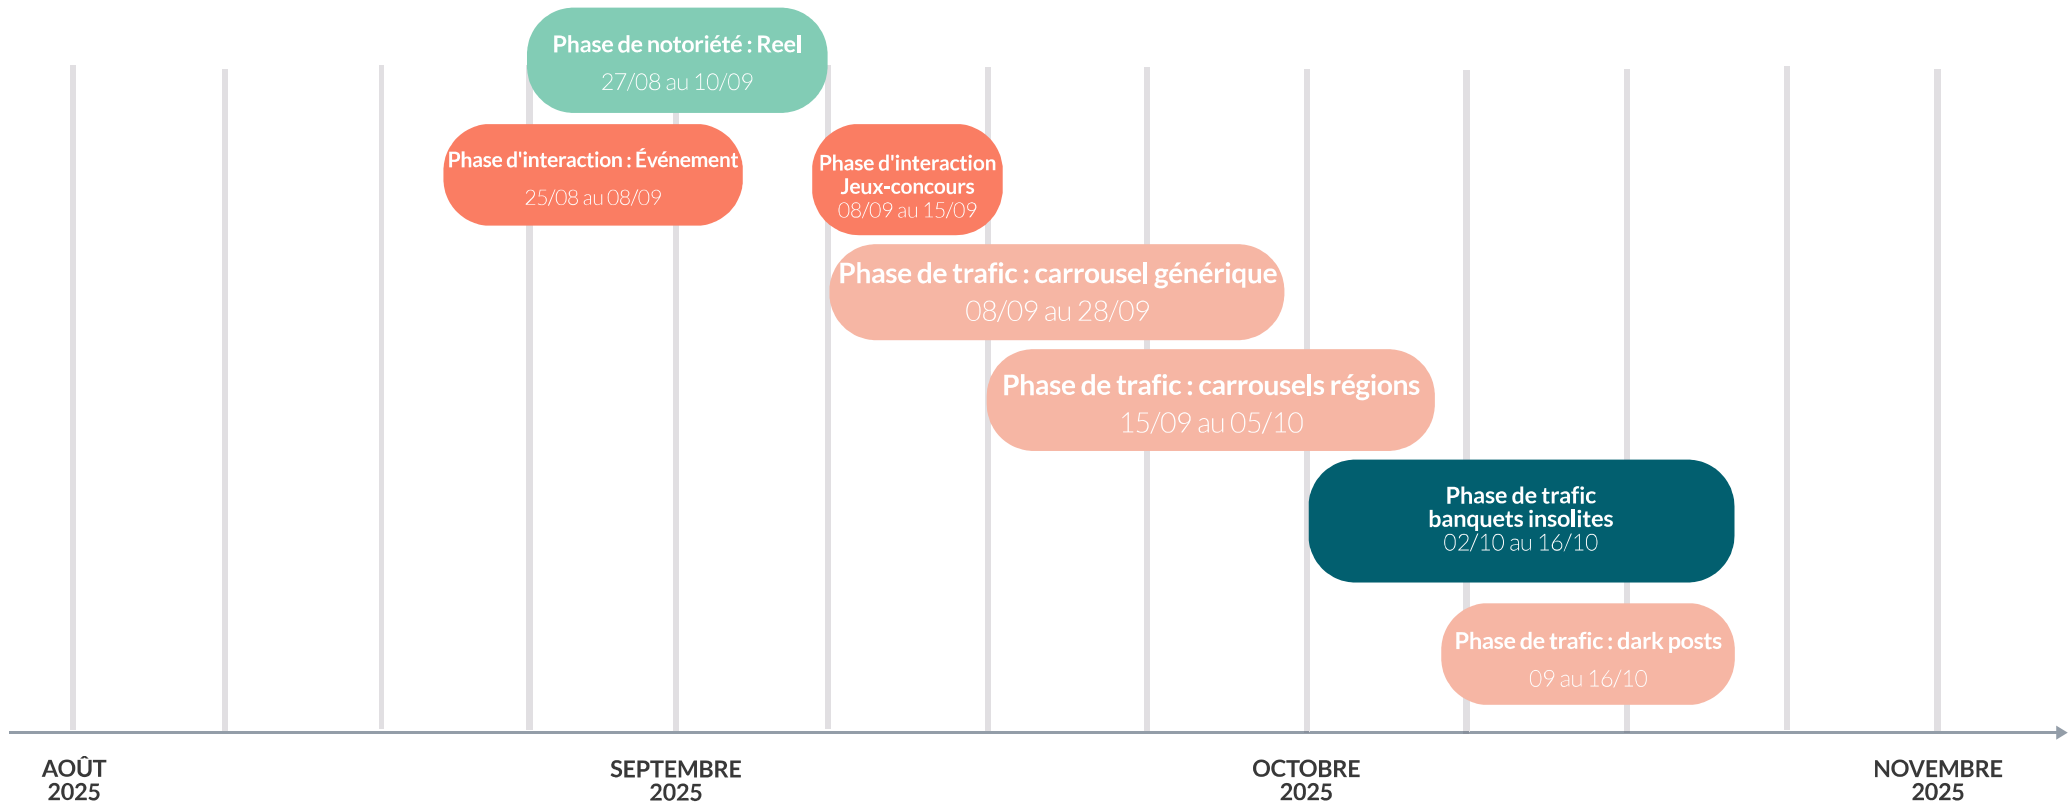 Phase de notoriété : Reel
27/08 au 10/09
Phase d'interaction : Événement
25/08 au 08/09
Phase d'interaction
Jeux-concours
08/09 au 15/09
Phase de trafic : carrousel générique
08/09 au 28/09
Phase de trafic : carrousels régions
15/09 au 05/10
Phase de trafic
banquets insolites
02/10 au 16/10
Phase de trafic : dark posts
09 au 16/10
AOÛT
2025
SEPTEMBRE
2025
OCTOBRE
2025
NOVEMBRE
2025